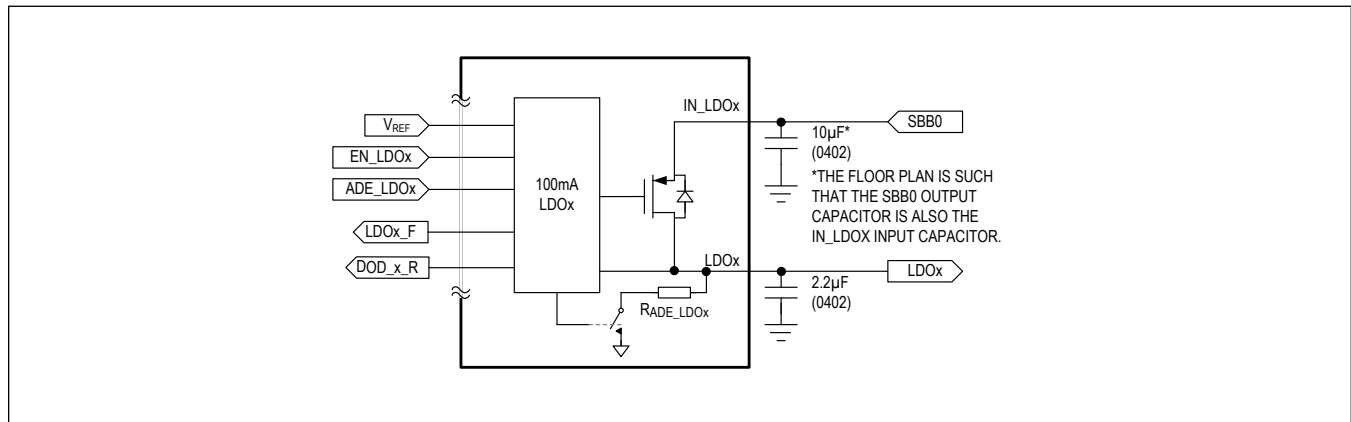 V_REF
EN_LDOx
ADE_LDOx
LDOx_F
DOD_x_R
100mA
LDOx
IN_LDOx
SBB0
10µF*
(0402)
*THE FLOOR PLAN IS SUCH
THAT THE SBB0 OUTPUT
CAPACITOR IS ALSO THE
IN_LDOX INPUT CAPACITOR.
LDOx
LDOx
2.2µF
(0402)
R_ADE_LDOx